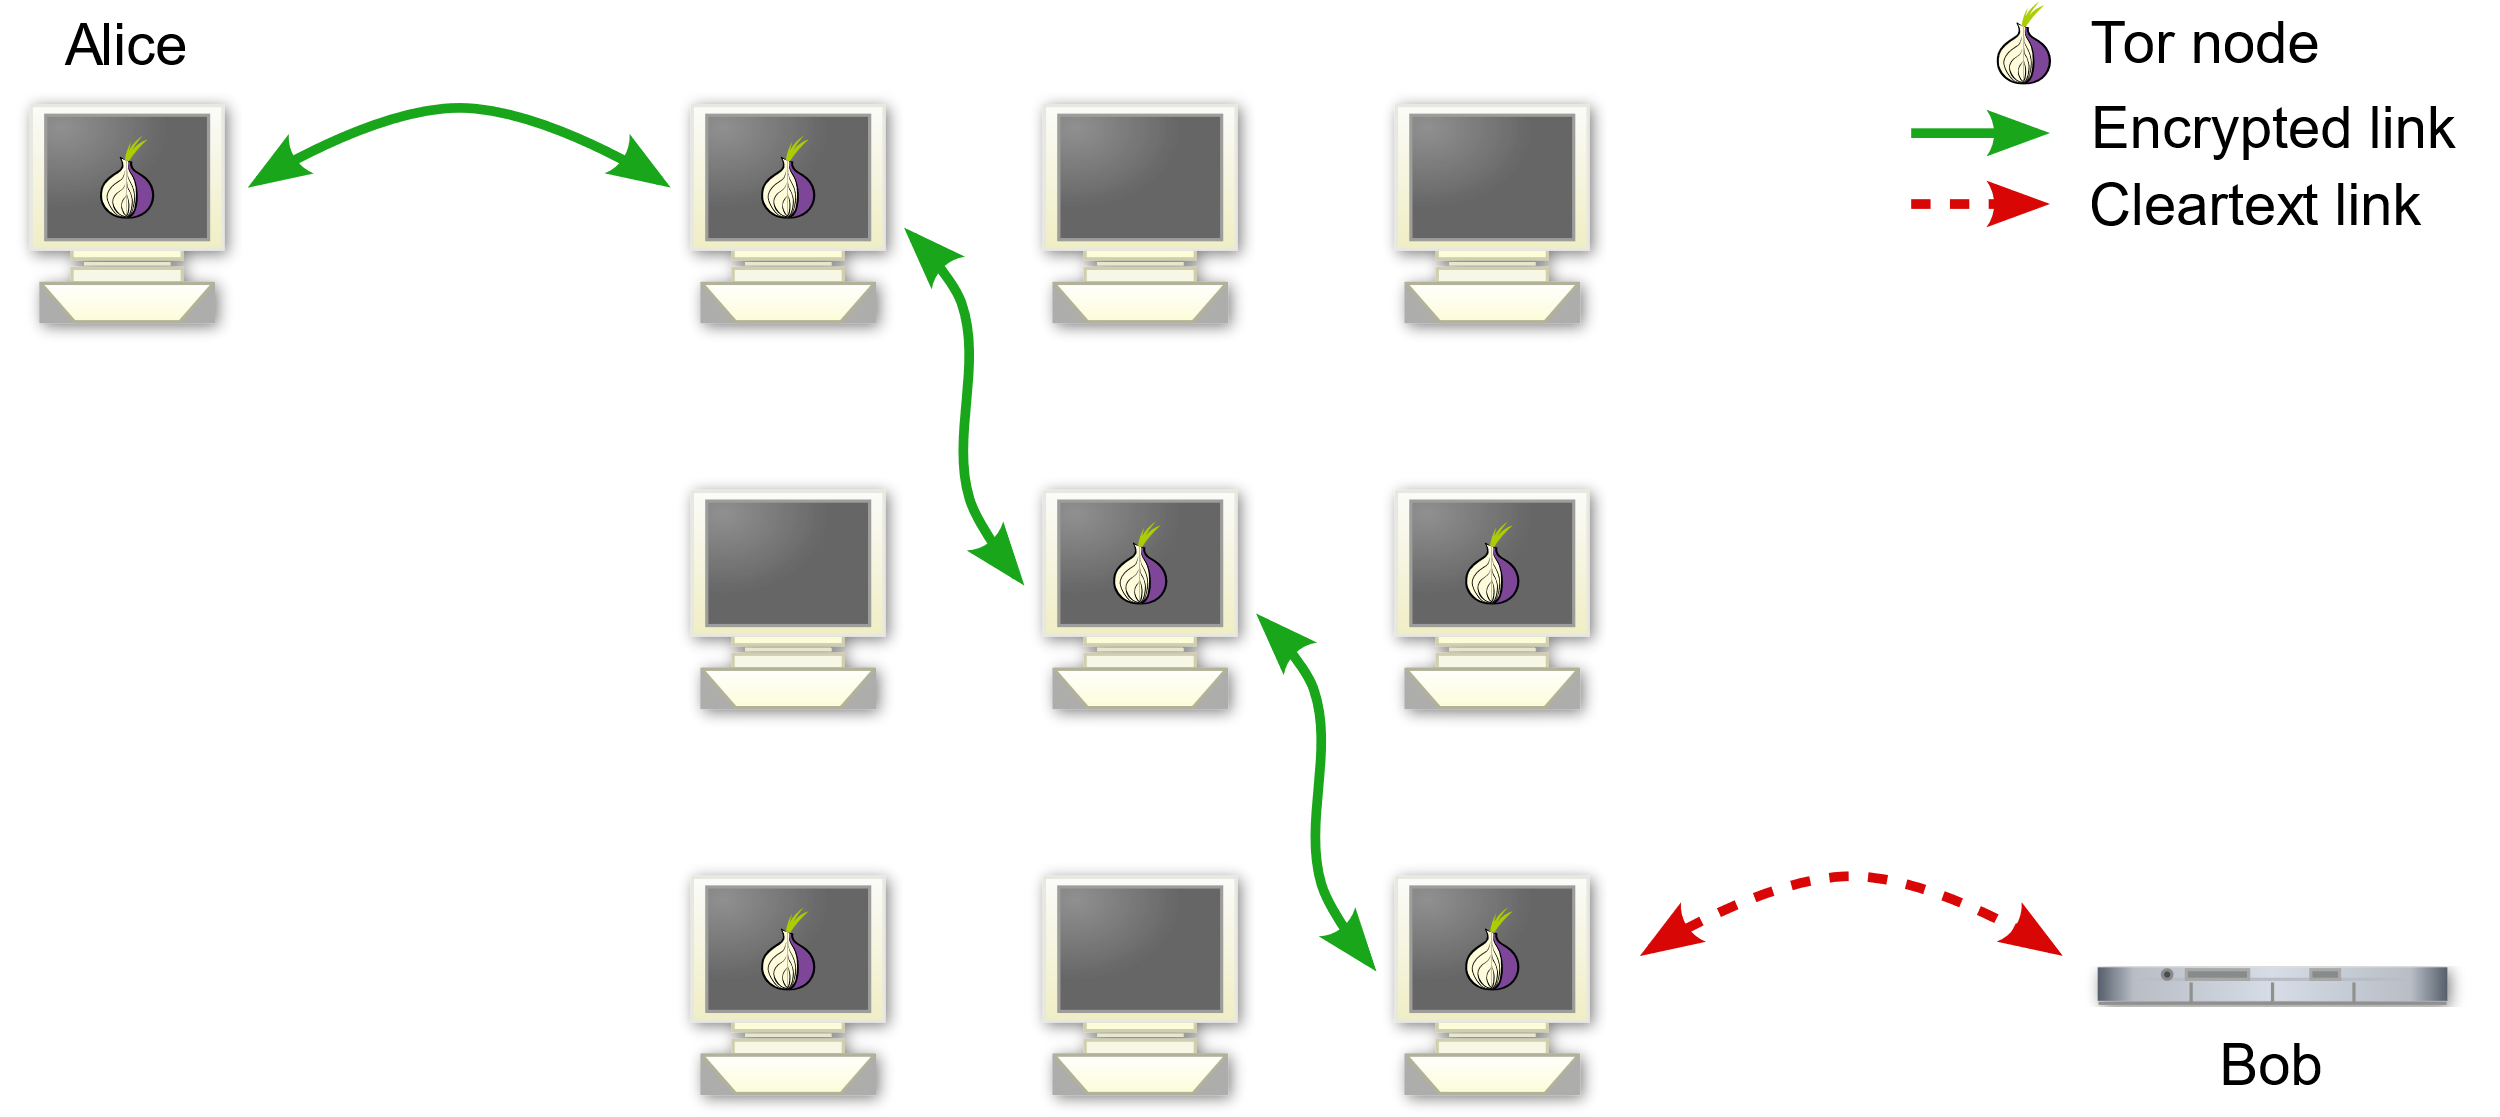 Alice
Tor node
Encrypted link
Cleartext link
Bob